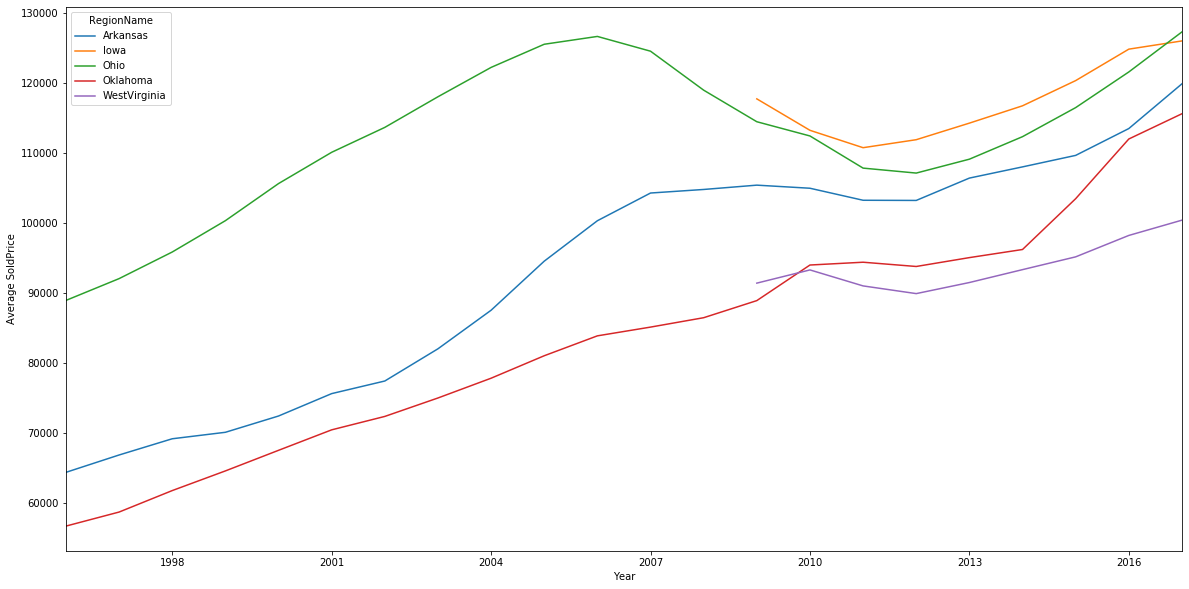 RegionName
Arkansas
Iowa
Ohio
Oklahoma
WestVirginia
130000
120000
110000
100000
90000
80000
70000
60000
Average SoldPrice
1998
2001
2004
2007
2010
2013
2016
Year